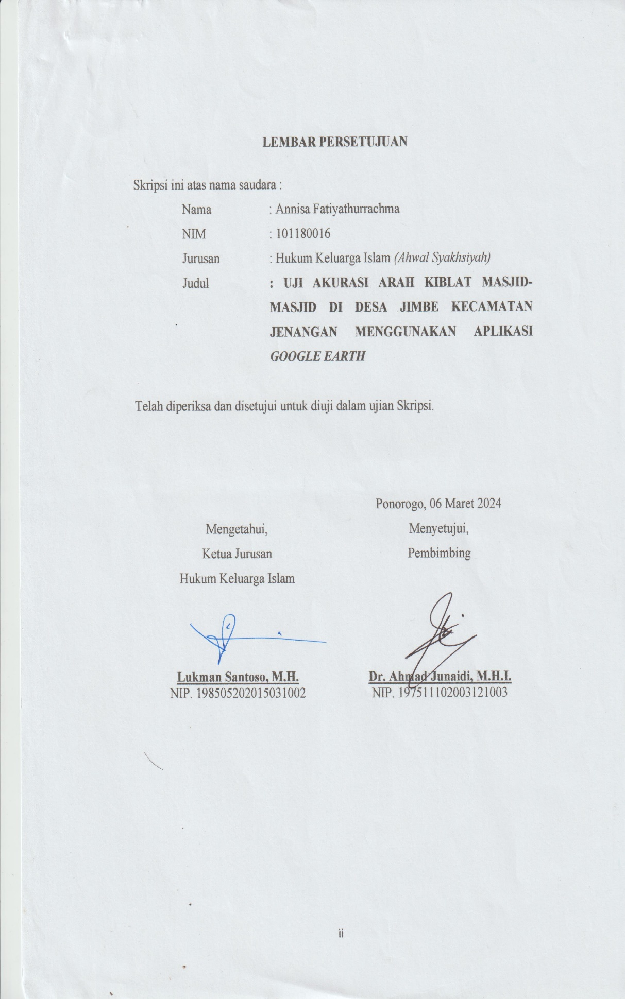 LEMBAR PERSETUJUAN
Skripsi ini atas nama saudara :
Nama : Annisa Fatiyathurrachma
NIM : 101180016
Jurusan : Hukum Keluarga Islam (Ahwal Syakhsiyah)
Judul : UJI AKURASI ARAH KIBLAT MASJID-
MASJID DI DESA JIMBE KECAMATAN
JENANGAN MENGGUNAKAN APLIKASI
GOOGLE EARTH
Telah diperiksa dan disetujui untuk diuji dalam ujian Skripsi.
Ponorogo, 06 Maret 2024
Mengetahui,
Ketua Jurusan
Hukum Keluarga Islam
Lukman Santoso, M.H.
NIP. 198505202015031002
Menyetujui,
Pembimbing
Dr. Ahmad Junaidi, M.H.I.
NIP. 197511102003121003
ii